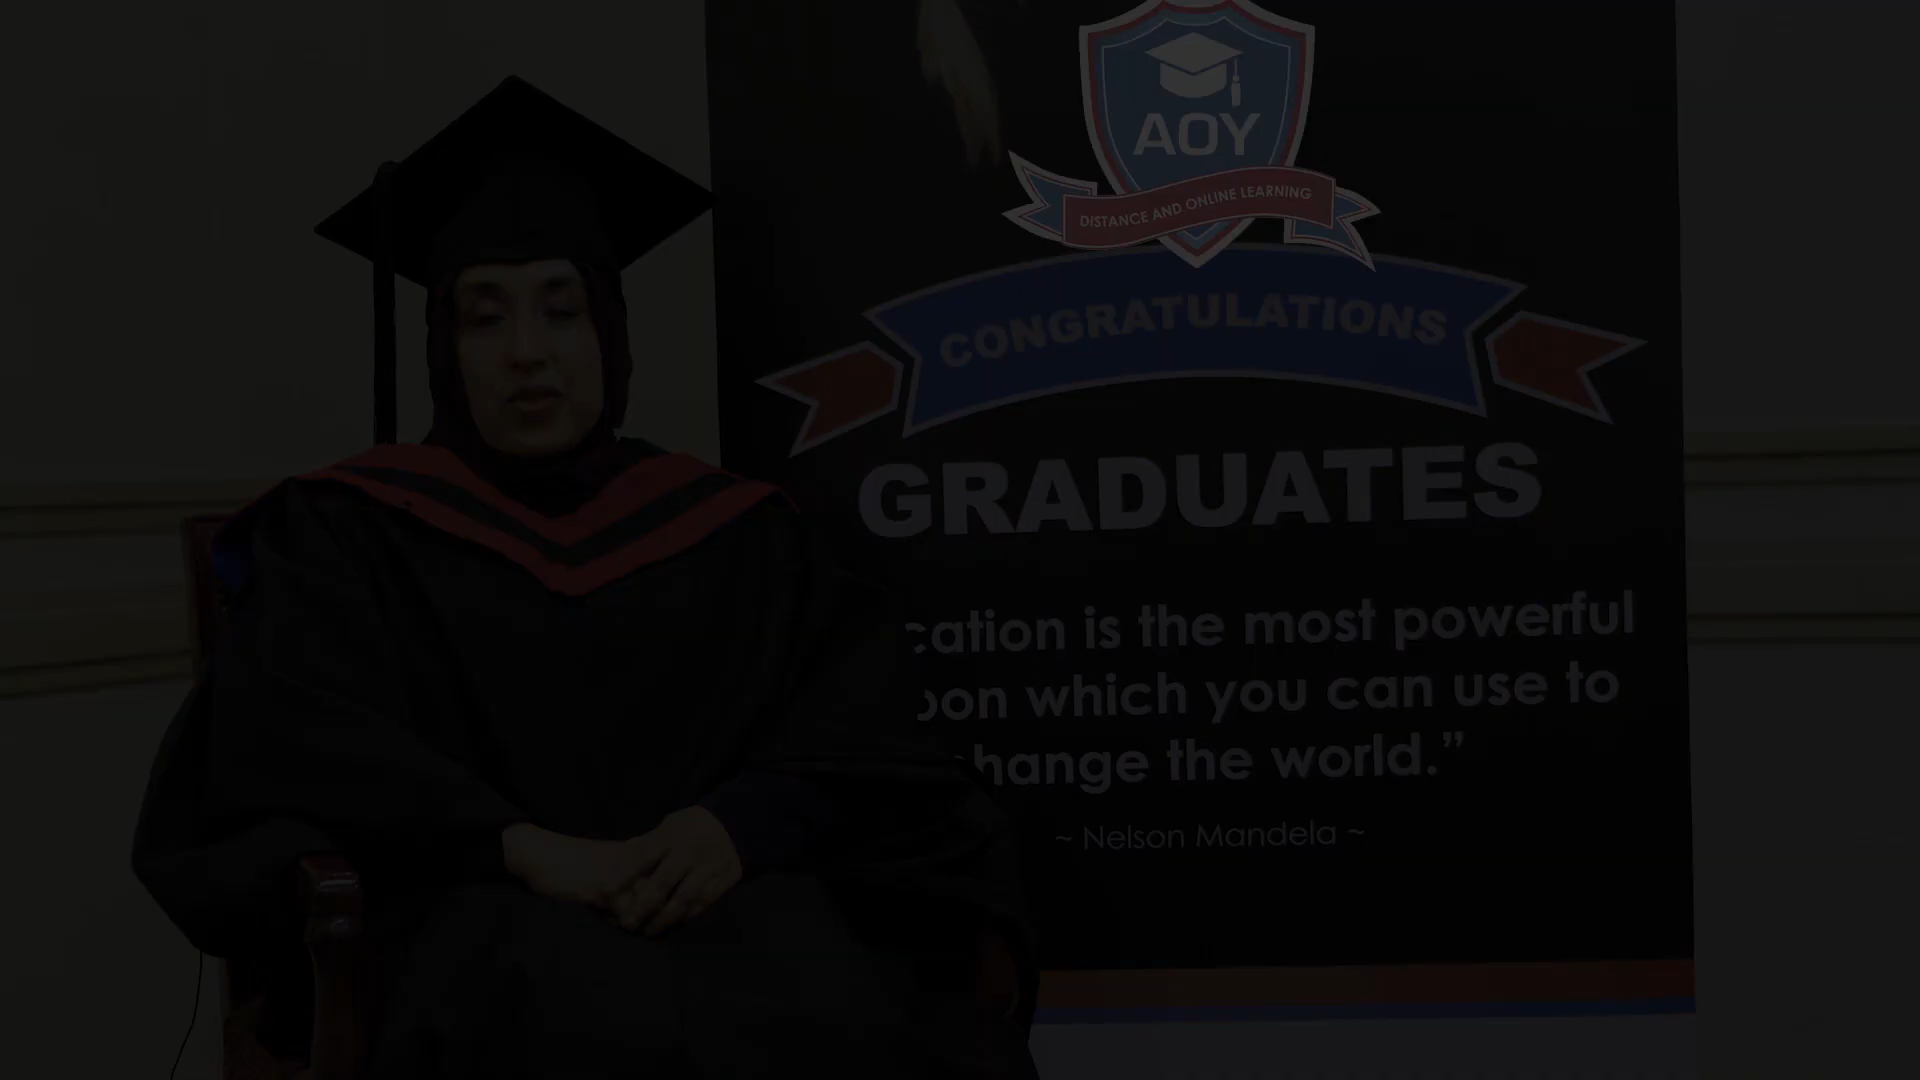 AOY
DISTANCE AND ONLINE LEARNING
CONGRATULATIONS
GRADUATES
cation is the most powerful
on which you can use to
hange the world.”
~ Nelson Mandela ~